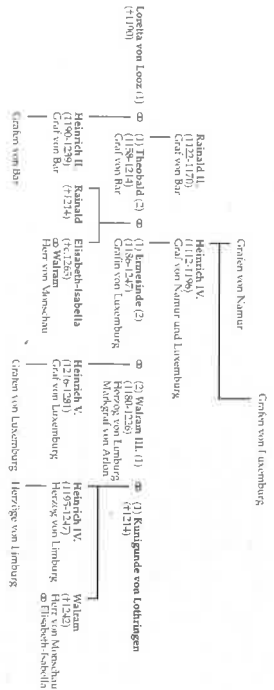 Grafen von Luxemburg
Grafen von Namur
Rainald II.
(1122-1170)
Graf von Bar
Heinrich IV.
(1112-1196)
Graf von Namur und Luxemburg
Loretta von Looz (1)
(†1190)
⚭
(1) Theobald (2)
(1158-1214)
Graf von Bar
⚭
(1) Ermesinde (2)
(1186-1247)
Gräfin von Luxemburg
⚭
(2) Walram III. (1)
(1180-1226)
Herzog von Limburg
Markgraf von Arlon
⚭
(1) Kunigunde von Lothringen
(†1214)
Heinrich II.
(1190-1239)
Graf von Bar
Rainald
(†1214)
Elisabeth-Isabella
(†c.1263)
⚭ Walram
Herr von Monschau
Heinrich V.
(1216-1281)
Graf von Luxemburg
Heinrich IV.
(1195-1247)
Herzog von Limburg
Walram
(†1242)
Herr von Monschau
⚭ Elisabeth-Isabella
Grafen von Bar
Grafen von Luxemburg
Herzöge von Limburg